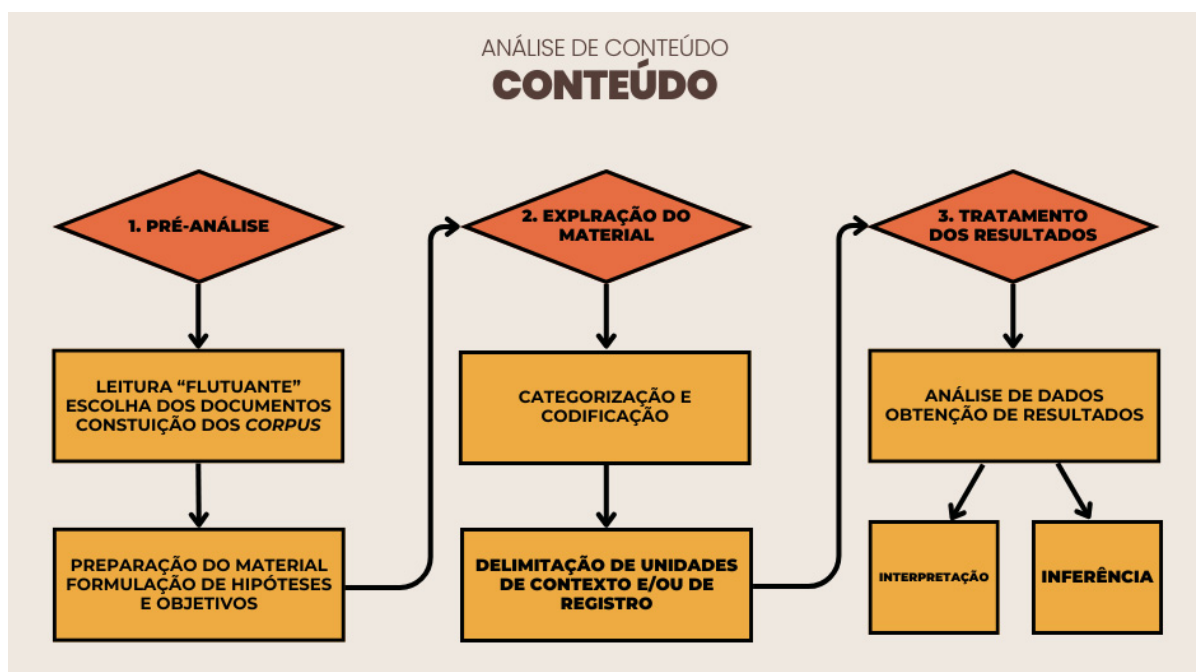 ANÁLISE DE CONTEÚDO
CONTEÚDO
1. PRÉ-ANÁLISE
LEITURA “FLUTUANTE”
ESCOLHA DOS DOCUMENTOS
CONSTUIÇÃO DOS CORPUS
PREPARAÇÃO DO MATERIAL
FORMULAÇÃO DE HIPÓTESES
E OBJETIVOS
2. EXPLRAÇÃO DO
MATERIAL
CATEGORIZAÇÃO E
CODIFICAÇÃO
DELIMITAÇÃO DE UNIDADES
DE CONTEXTO E/OU DE
REGISTRO
3. TRATAMENTO
DOS RESULTADOS
ANÁLISE DE DADOS
OBTENÇÃO DE RESULTADOS
INTERPRETAÇÃO
INFERÊNCIA